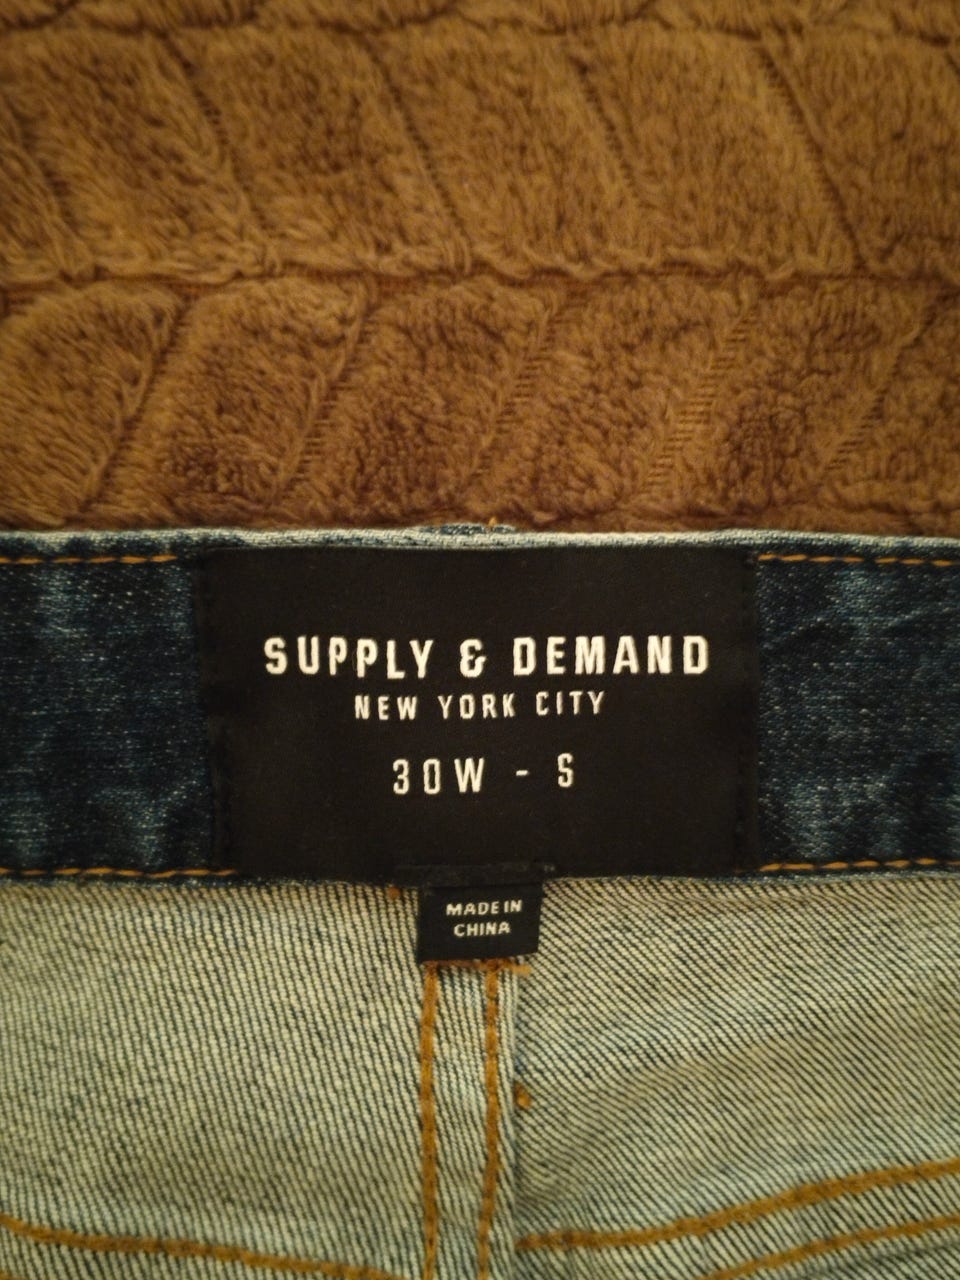 SUPPLY & DEMAND
NEW YORK CITY
30W - S
MADE IN
CHINA